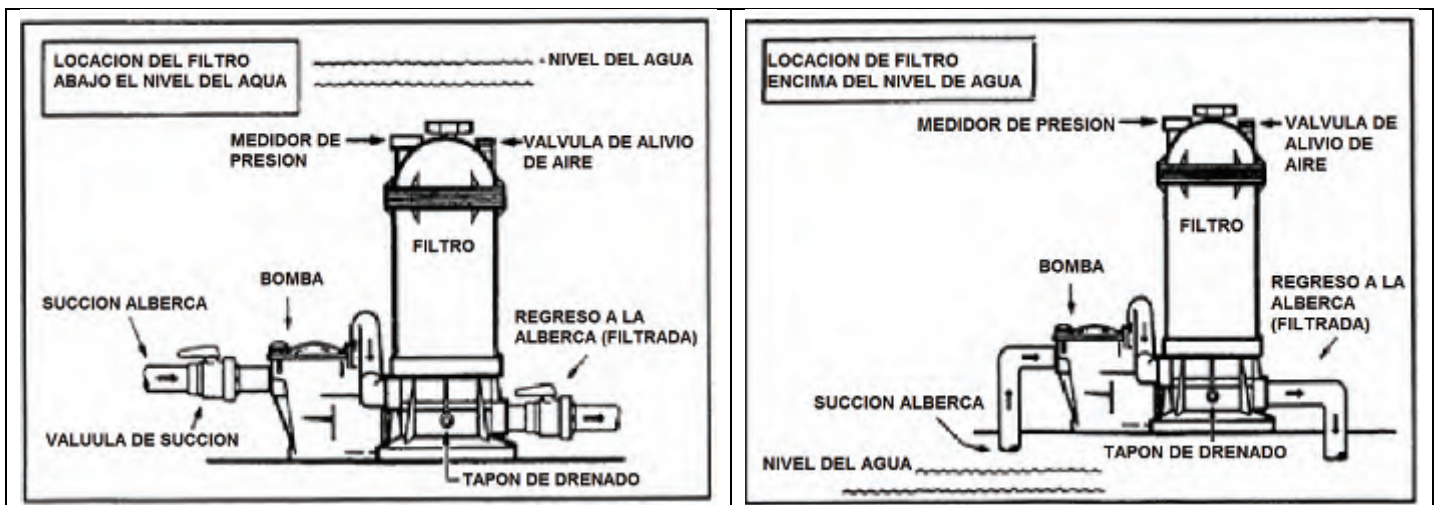 LOCACION DEL FILTRO
ABAJO EL NIVEL DEL AQUA
NIVEL DEL AGUA
MEDIDOR DE
PRESION
VALVULA DE ALIVIO
DE AIRE
FILTRO
BOMBA
SUCCION ALBERCA
REGRESO A LA
ALBERCA (FILTRADA)
VALUULA DE SUCCION
TAPON DE DRENADO
LOCACION DE FILTRO
ENCIMA DEL NIVEL DE AGUA
MEDIDOR DE PRESION
VALVULA DE
ALIVIO DE
AIRE
FILTRO
BOMBA
REGRESO A LA
ALBERCA
(FILTRADA)
SUCCION ALBERCA
TAPON DE DRENADO
NIVEL DEL AGUA